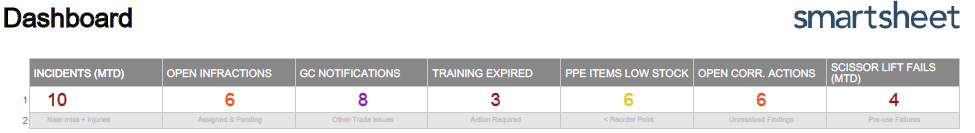 Dashboard
smartsheet
INCIDENTS (MTD) OPEN INFRACTIONS GC NOTIFICATIONS TRAINING EXPIRED PPE ITEMS LOW STOCK OPEN CORR. ACTIONS SCISSOR LIFT FAILS (MTD)
1 10 6 8 3 6 6 4
2 Near-miss + Injuries Assigned & Pending Other-Trade Issues Action Required < Reorder Point Unresolved Findings Pre-use Failures